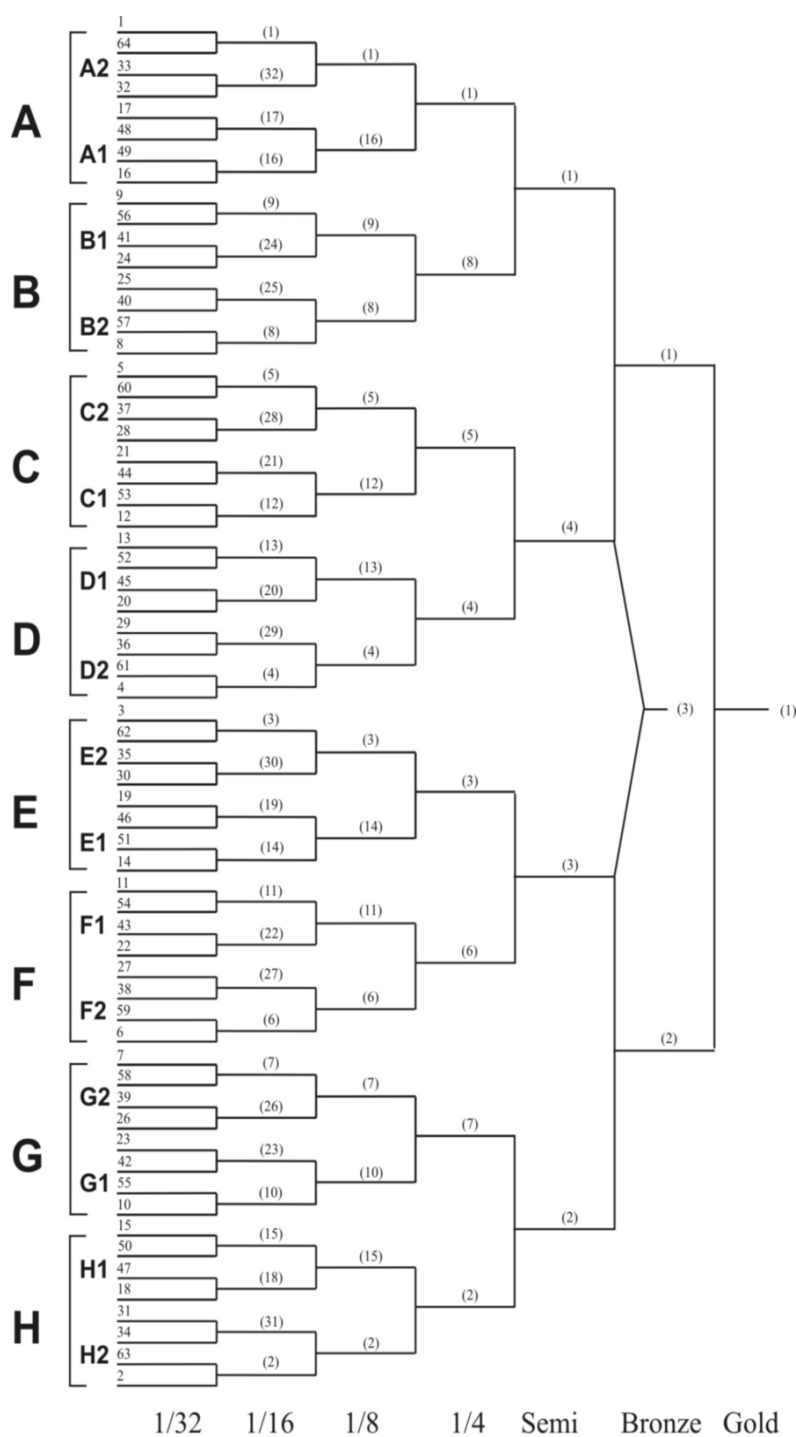 1 (1)
64 (1)
A2 33 (32)
32 (1)
17 (17)
A 48 (16)
A1 49 (16)
16 (1)
9 (9)
56 (9)
B1 41 (24)
24 (8)
25 (25)
B 40 (8)
B2 57 (8)
8 (1)
5 (5)
60 (5)
C2 37 (28)
28 (5)
21 (21)
C 44 (12)
C1 53 (12)
12 (4)
13 (13)
52 (13)
D1 45 (20)
20 (4)
29 (29)
D 36 (4)
D2 61 (4)
4 (3) (1)
3 (3)
62 (3)
E2 35 (30)
30 (3)
19 (19)
E 46 (14)
E1 51 (14)
14 (3)
11 (11)
54 (11)
F1 43 (22)
22 (6)
27 (27)
F 38 (6)
F2 59 (6)
6 (2)
7 (7)
58 (7)
G2 39 (26)
26 (7)
23 (23)
G 42 (10)
G1 55 (10)
10 (2)
15 (15)
50 (15)
H1 47 (18)
18 (2)
31 (31)
H 34 (2)
H2 63 (2)
2
1/32 1/16 1/8 1/4 Semi Bronze Gold